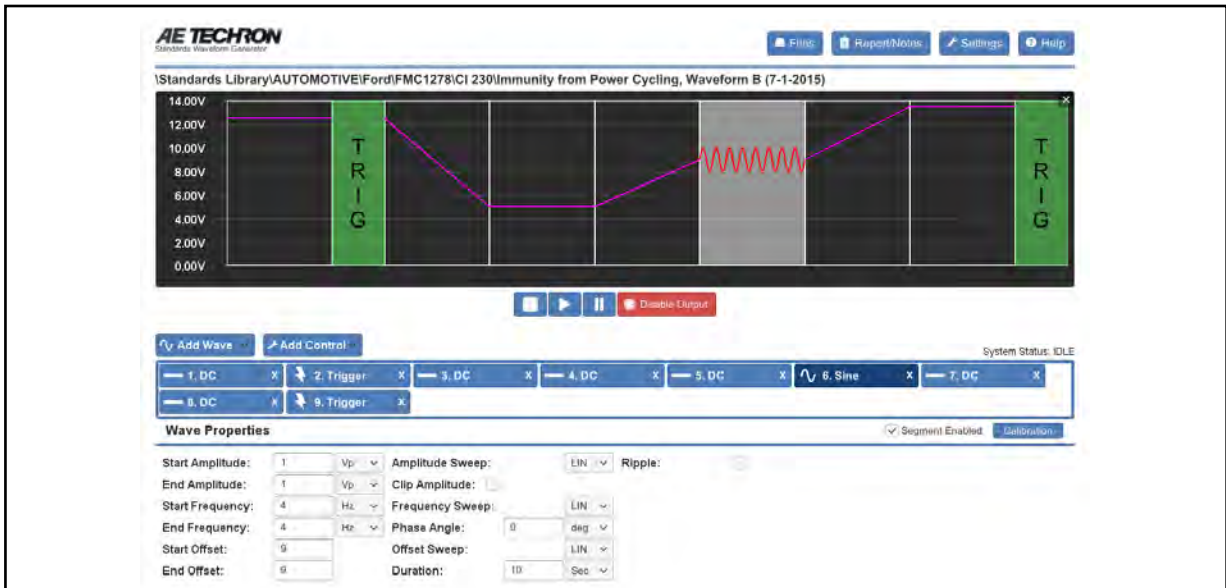 AE TECHRON
Standards Waveform Generator
Files Report/Notes Settings Help
\Standards Library\AUTOMOTIVE\Ford\FMC1278\CI 230\Immunity from Power Cycling, Waveform B (7-1-2015)
14.00V
12.00V
10.00V
8.00V
6.00V
4.00V
2.00V
0.00V
TRIG
TRIG
Disable Output
Add Wave Add Control
System Status: IDLE
1. DC X 2. Trigger X 3. DC X 4. DC X 5. DC X 6. Sine X 7. DC X
8. DC X 9. Trigger X
Wave Properties Segment Enabled Calibration
Start Amplitude: 1 Vp Amplitude Sweep: LIN Ripple:
End Amplitude: 1 Vp Clip Amplitude:
Start Frequency: 4 Hz Frequency Sweep: LIN
End Frequency: 4 Hz Phase Angle: 0 deg
Start Offset: 9 Offset Sweep: LIN
End Offset: 9 Duration: 10 Sec